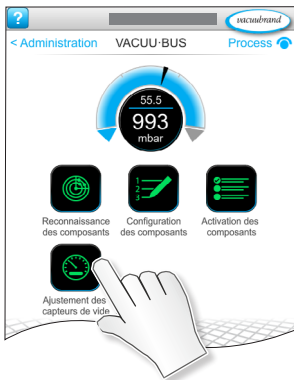 ?
vacuubrand
< Administration VACUU·BUS Process
55.5
993
mbar
1
2
3
Reconnaissance
des composants
Configuration
des composants
Activation des
composants
Ajustement des
capteurs de vide